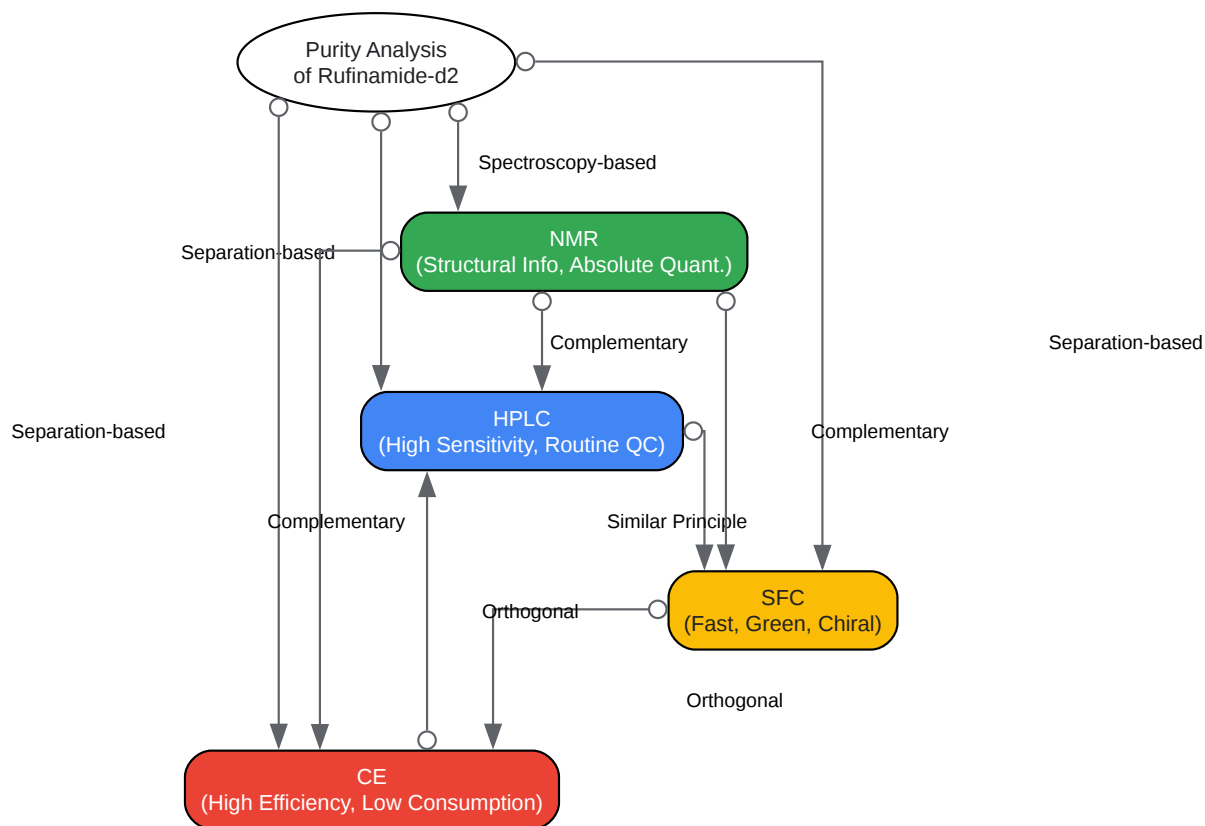 Purity Analysis
of Rufinamide-d2
Spectroscopy-based
NMR
(Structural Info, Absolute Quant.)
Separation-based
Complementary
Separation-based
HPLC
(High Sensitivity, Routine QC)
Separation-based
Complementary
Complementary
Similar Principle
SFC
(Fast, Green, Chiral)
Orthogonal
Orthogonal
CE
(High Efficiency, Low Consumption)